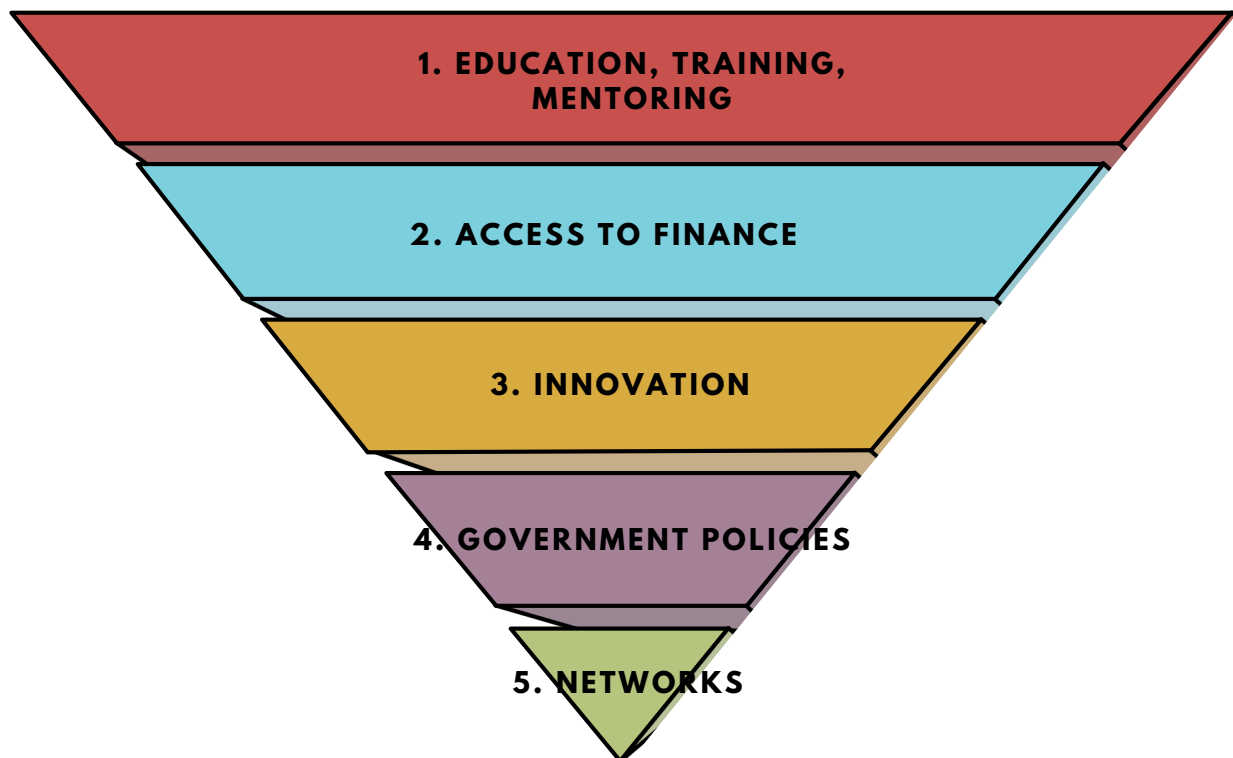 1. EDUCATION, TRAINING,
MENTORING
2. ACCESS TO FINANCE
3. INNOVATION
4. GOVERNMENT POLICIES
5. NETWORKS